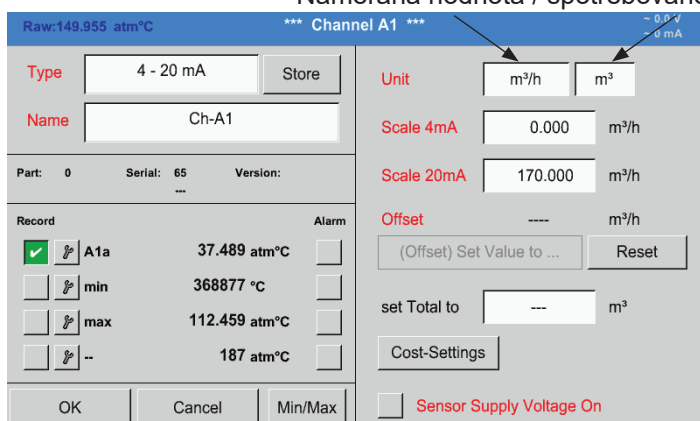 Nameraná hodnota / spotrebované
Raw:149.955 atm°C *** Channel A1 *** ~ 0.0 V
~ 0 mA
Type 4 - 20 mA Store
Name Ch-A1
Part: 0 Serial: 65 Version:
---
Record Alarm
A1a 37.489 atm°C
min 368877 °C
max 112.459 atm°C
-- 187 atm°C
OK Cancel Min/Max
Unit m³/h m³
Scale 4mA 0.000 m³/h
Scale 20mA 170.000 m³/h
Offset ---- m³/h
(Offset) Set Value to ... Reset
set Total to --- m³
Cost-Settings
Sensor Supply Voltage On